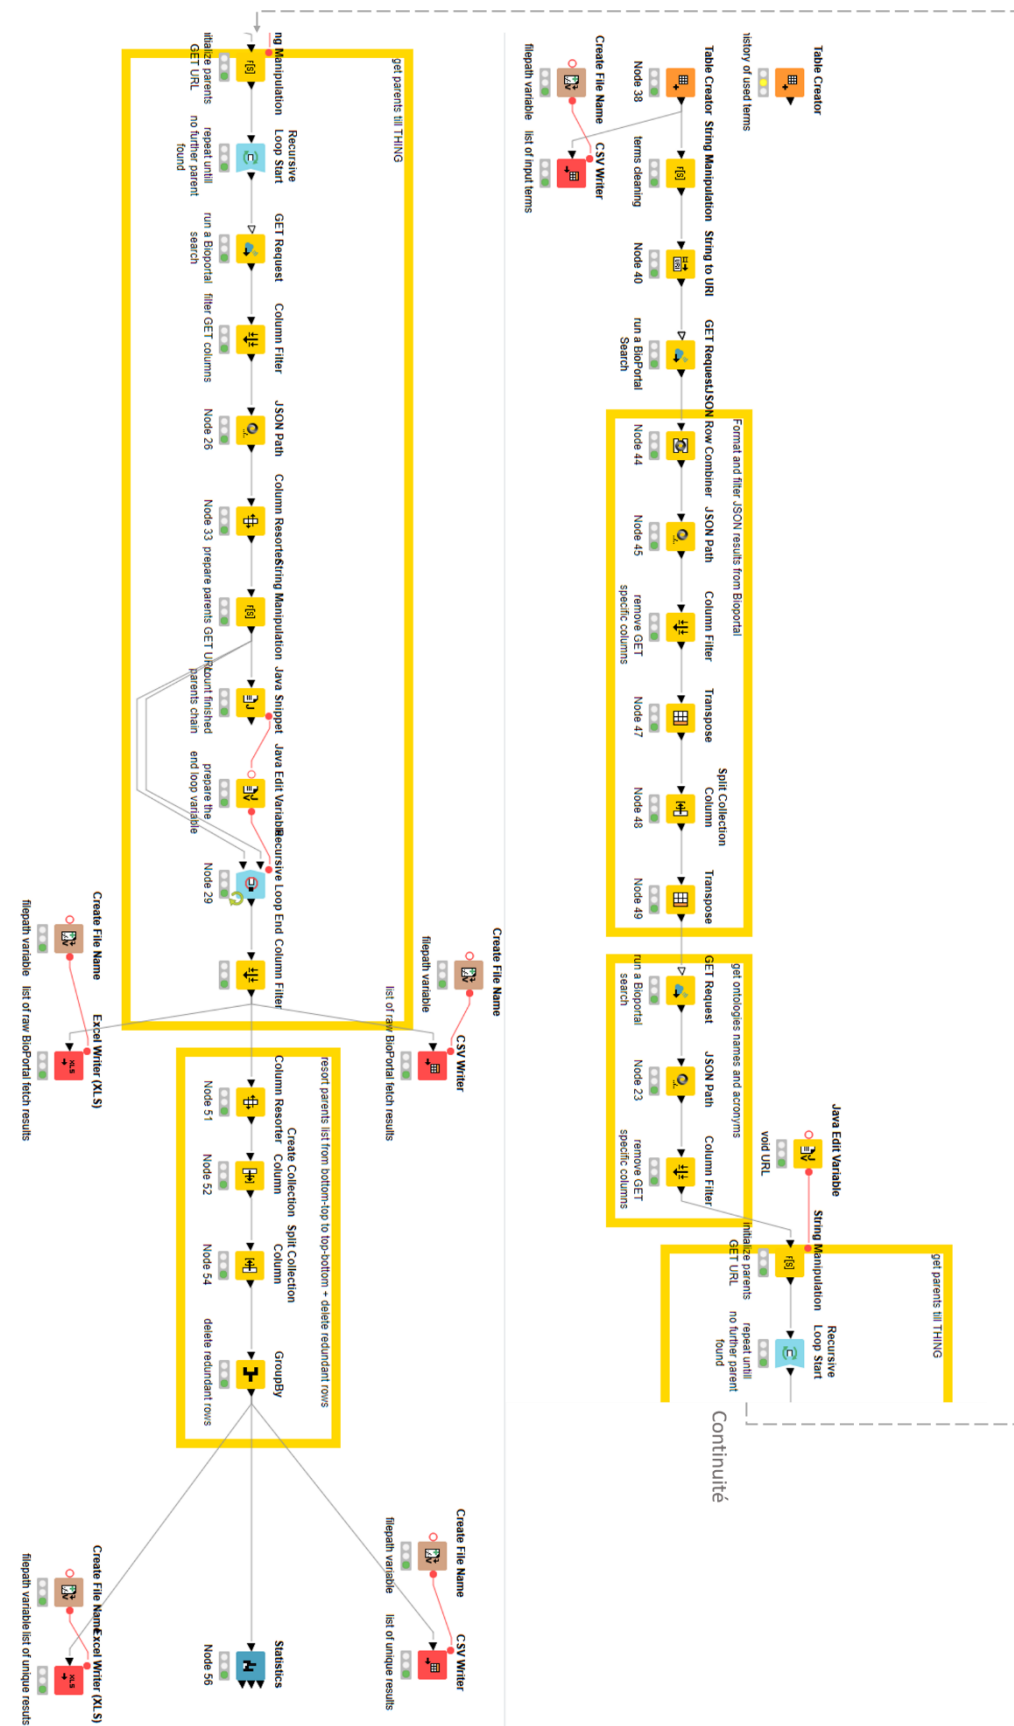 Table Creator
istory of used terms
Table Creator
Node 38
String Manipulation
terms cleaning
String to URI
Node 40
GET Request
run a BioPortal
Search
Create File Name
filepath variable
CSV Writer
list of input terms
Format and filter JSON results from Bioportal
JSON Row Combiner
Node 44
JSON Path
Node 45
Column Filter
remove GET
specific columns
Transpose
Node 47
Split Collection
Column
Node 48
Transpose
Node 49
get ontologies names and acronyms
GET Request
run a Bioportal
search
JSON Path
Node 23
Column Filter
remove GET
specific columns
Java Edit Variable
void URL
get parents till THING
String Manipulation
initialize parents
GET URL
Recursive
Loop Start
repeat until
no further parent
found
Continuité
get parents till THING
ng Manipulation
itialize parents
GET URL
Recursive
Loop Start
repeat until
no further parent
found
GET Request
run a Bioportal
search
Column Filter
filter GET columns
JSON Path
Node 26
Column Resorter
Node 33
String Manipulation
prepare parents GET URL
Java Snippet
count finished
parents chain
Java Edit Variable
prepare the
end loop variable
Recursive Loop End
Node 29
Column Filter
Create File Name
filepath variable
CSV Writer
list of raw BioPortal fetch results
Create File Name
filepath variable
Excel Writer (XLS)
list of raw BioPortal fetch results
resort parents list from bottom-top to top-bottom + delete redundant rows
Column Resorter
Node 51
Create Collection
Column
Node 52
Split Collection
Column
Node 54
GroupBy
delete redundant rows
Create File Name
filepath variable
CSV Writer
list of unique results
Statistics
Node 56
Create File Name
filepath variable
Excel Writer (XLS)
list of unique resuts